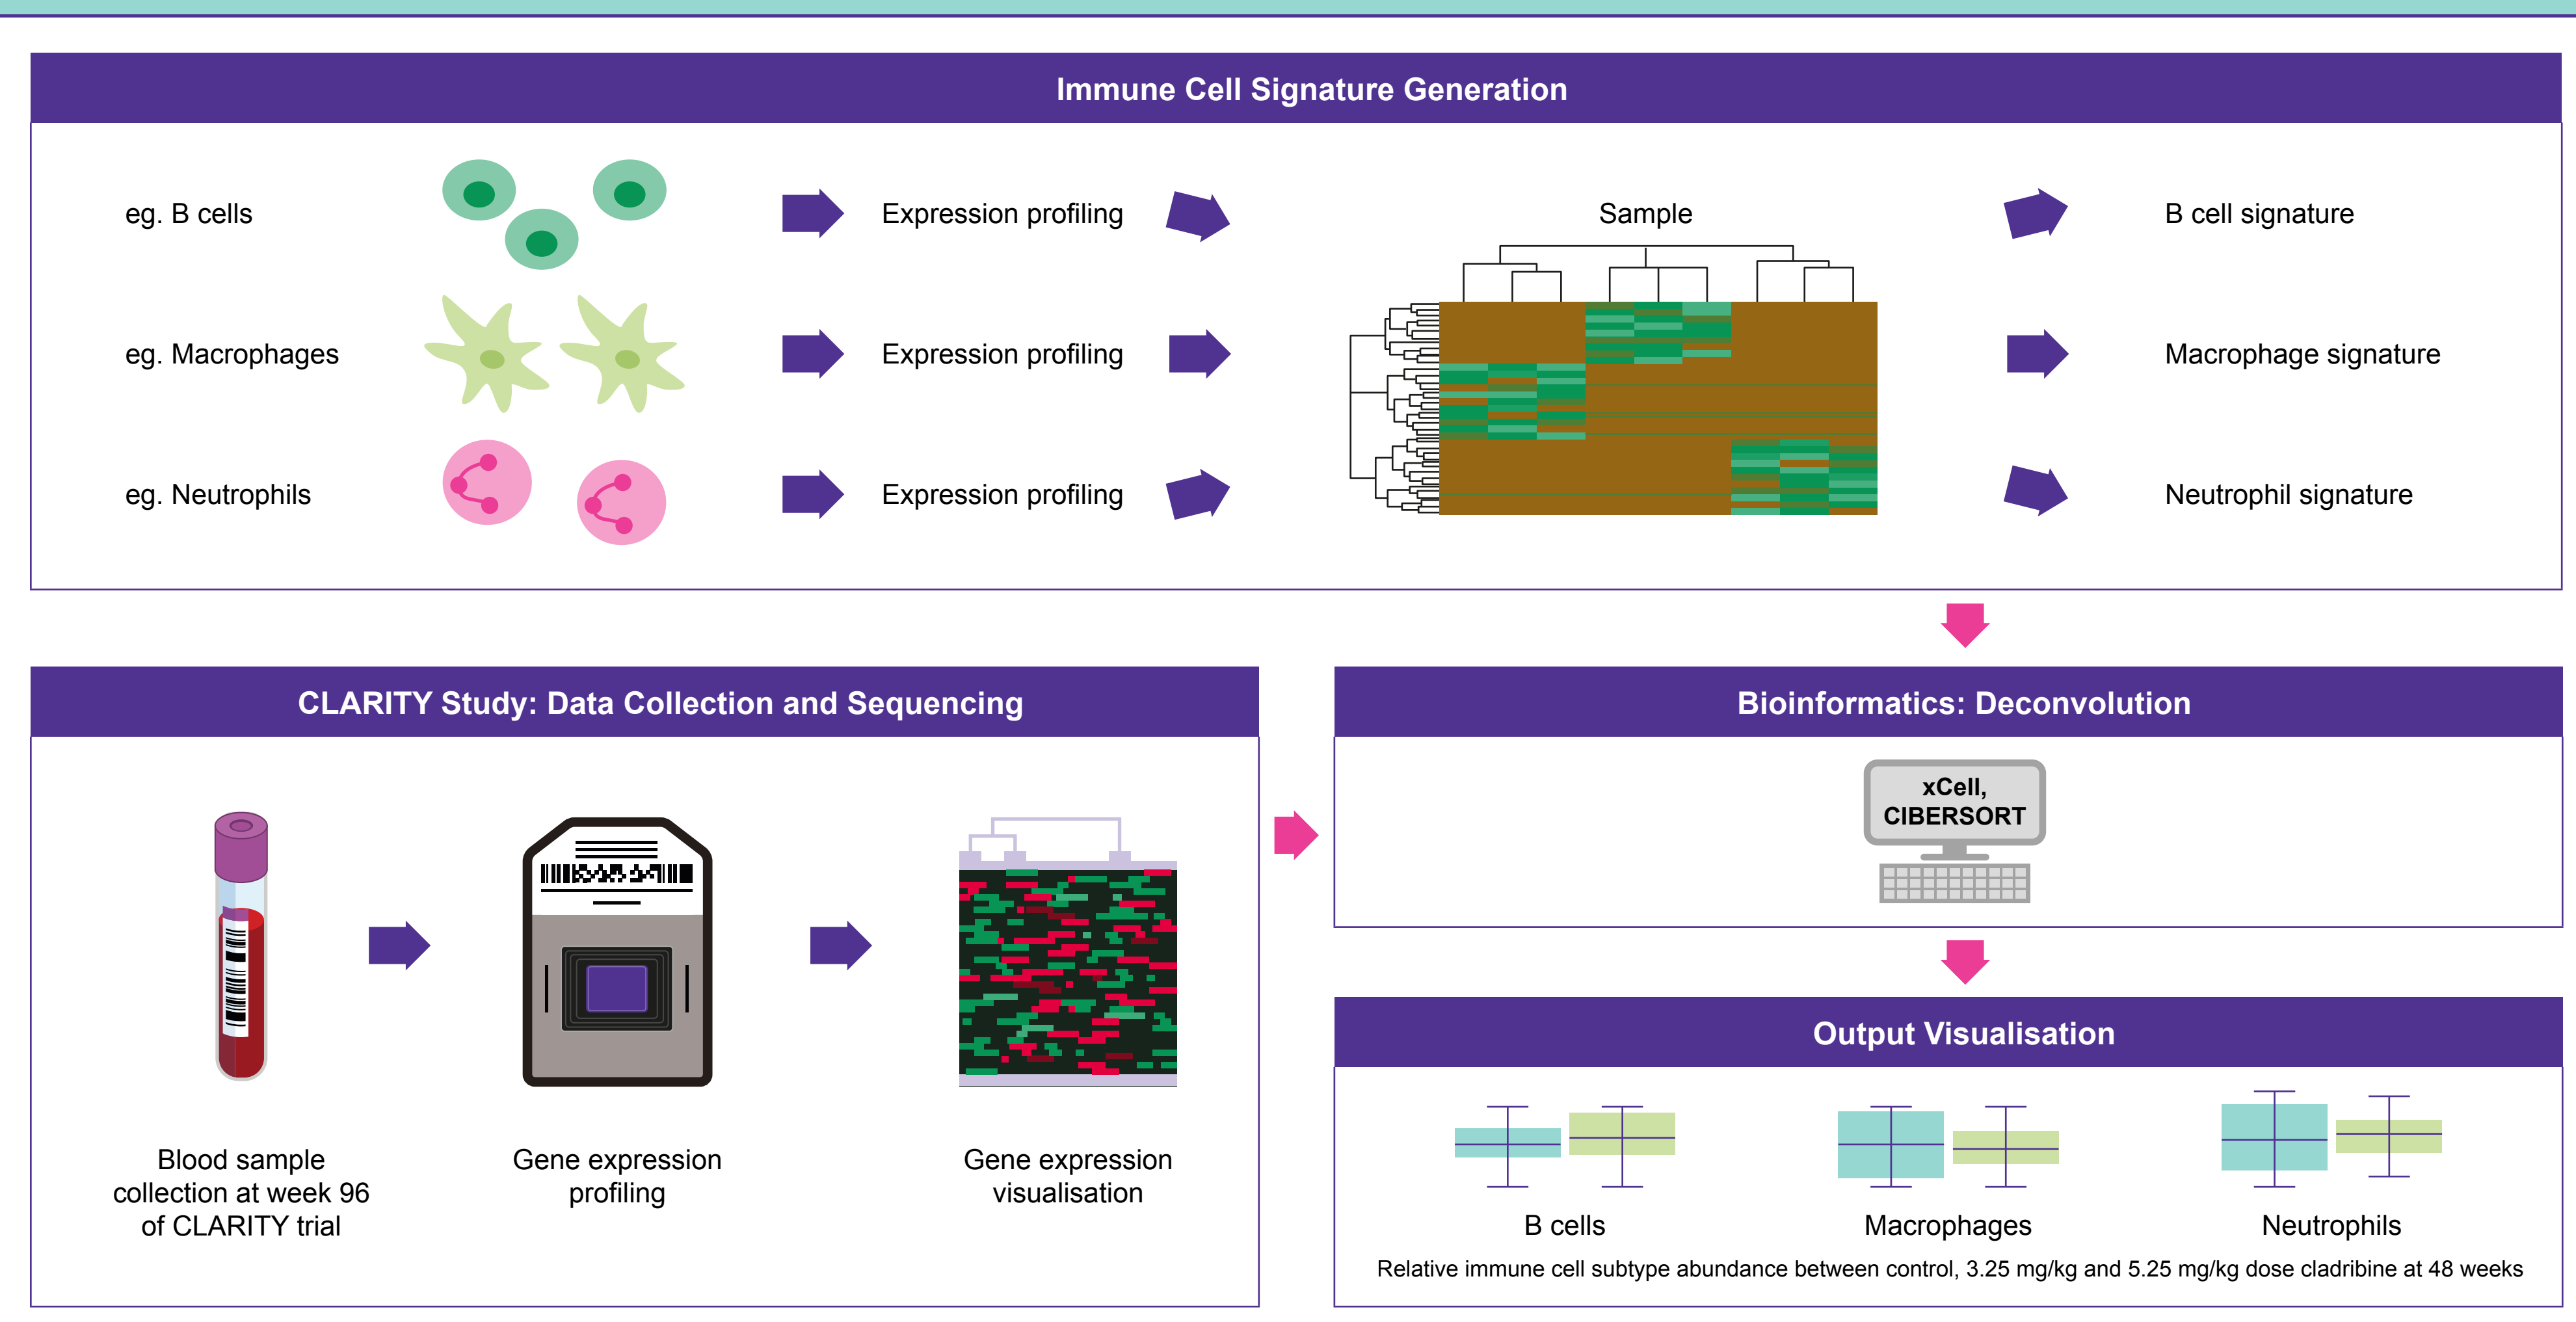 Immune Cell Signature Generation
eg. B cells
Expression profiling
Sample
B cell signature
eg. Macrophages
Expression profiling
Macrophage signature
eg. Neutrophils
Expression profiling
Neutrophil signature
CLARITY Study: Data Collection and Sequencing
Blood sample
collection at week 96
of CLARITY trial
Gene expression
profiling
Gene expression
visualisation
Bioinformatics: Deconvolution
xCell,
CIBERSORT
Output Visualisation
B cells
Macrophages
Neutrophils
Relative immune cell subtype abundance between control, 3.25 mg/kg and 5.25 mg/kg dose cladribine at 48 weeks